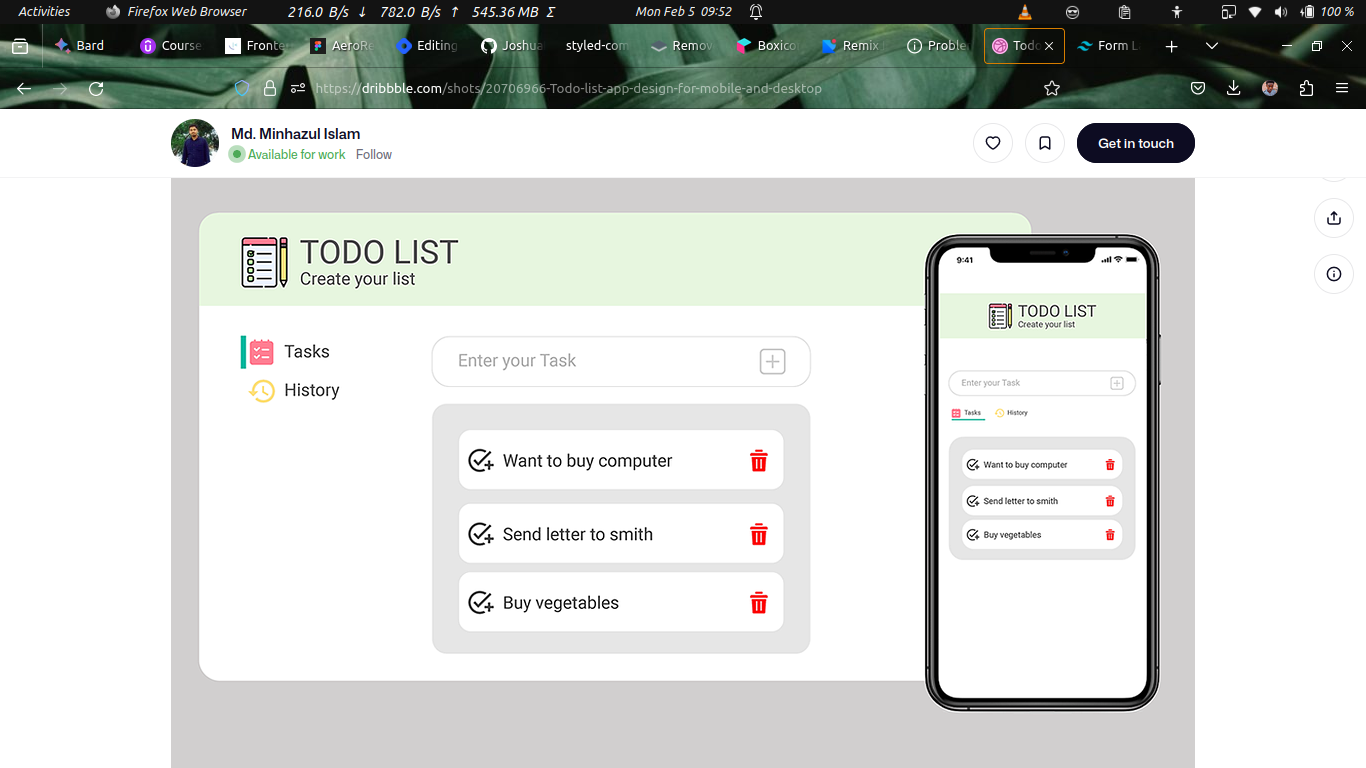 Activities Firefox Web Browser 216.0 B/s ↓ 782.0 B/s ↑ 545.36 MB Σ Mon Feb 5 09:52 100 %
Bard Course Fronte AeroRe Editing Joshua styled-com Remov Boxico Remix Proble Todo Form L
https://dribbble.com/shots/20706966-Todo-list-app-design-for-mobile-and-desktop
Md. Minhazul Islam
Available for work Follow
Get in touch
TODO LIST
Create your list
Tasks
History
Enter your Task
Want to buy computer
Send letter to smith
Buy vegetables
9:41
TODO LIST
Create your list
Enter your Task
Tasks History
Want to buy computer
Send letter to smith
Buy vegetables